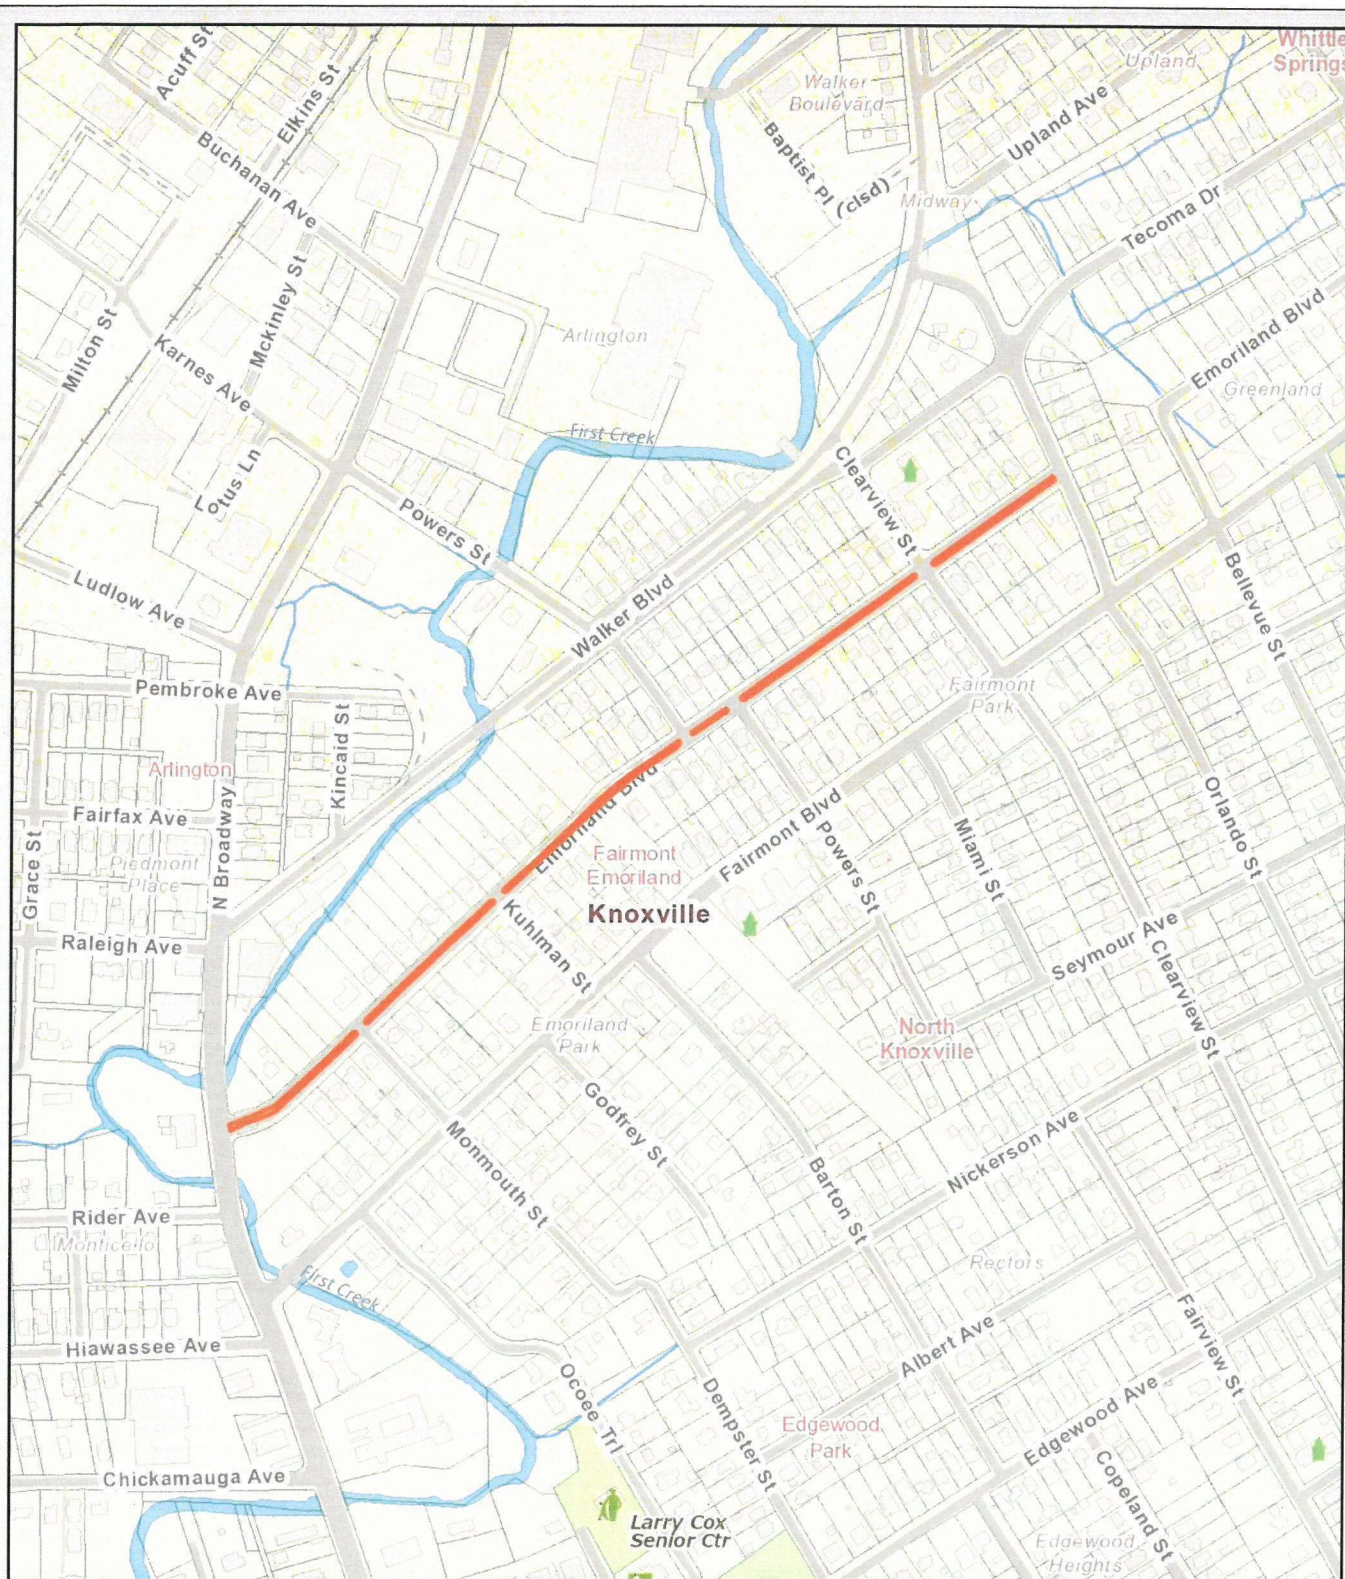 Acuff St
Elkins St
Buchanan Ave
Mckinley St
Milton St
Karnes Ave
Lotus Ln
Powers St
Ludlow Ave
Pembroke Ave
Kincaid St
Arlington
Fairfax Ave
Piedmont
Place
Grace St
N Broadway
Raleigh Ave
Walker
Boulevard
Baptist Pl (clsd)
Upland
Upland Ave
Whittle
Springs
Midway
Tecoma Dr
Emoriland Blvd
Greenland
Arlington
First Creek
Clearview St
Walker Blvd
Bellevue St
Fairmont
Park
Orlando St
Emoriland Blvd
Fairmont
Emoriland
Knoxville
Fairmont Blvd
Powers St
Miami St
Seymour Ave
Clearview St
Kuhlman St
Emoriland
Park
North
Knoxville
Godfrey St
Monmouth St
Barton St
Nickerson Ave
Rider Ave
Monticello
First Creek
Rectors
Hiawassee Ave
Albert Ave
Fairview St
Ocoee Trl
Dempster St
Edgewood
Park
Edgewood Ave
Copeland St
Chickamauga Ave
Larry Cox
Senior Ctr
Edgewood
Heights